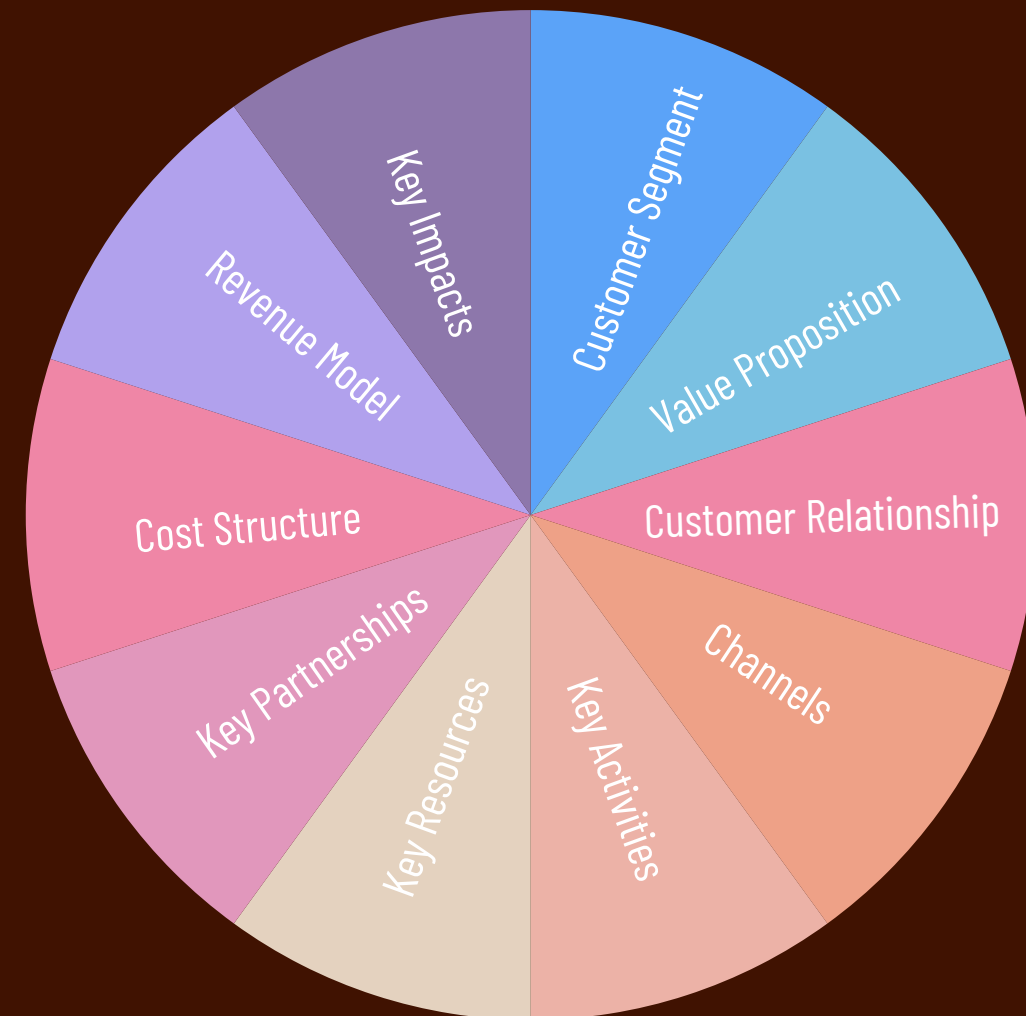 Customer Segment
Value Proposition
Customer Relationship
Channels
Key Activities
Key Resources
Key Partnerships
Cost Structure
Revenue Model
Key Impacts